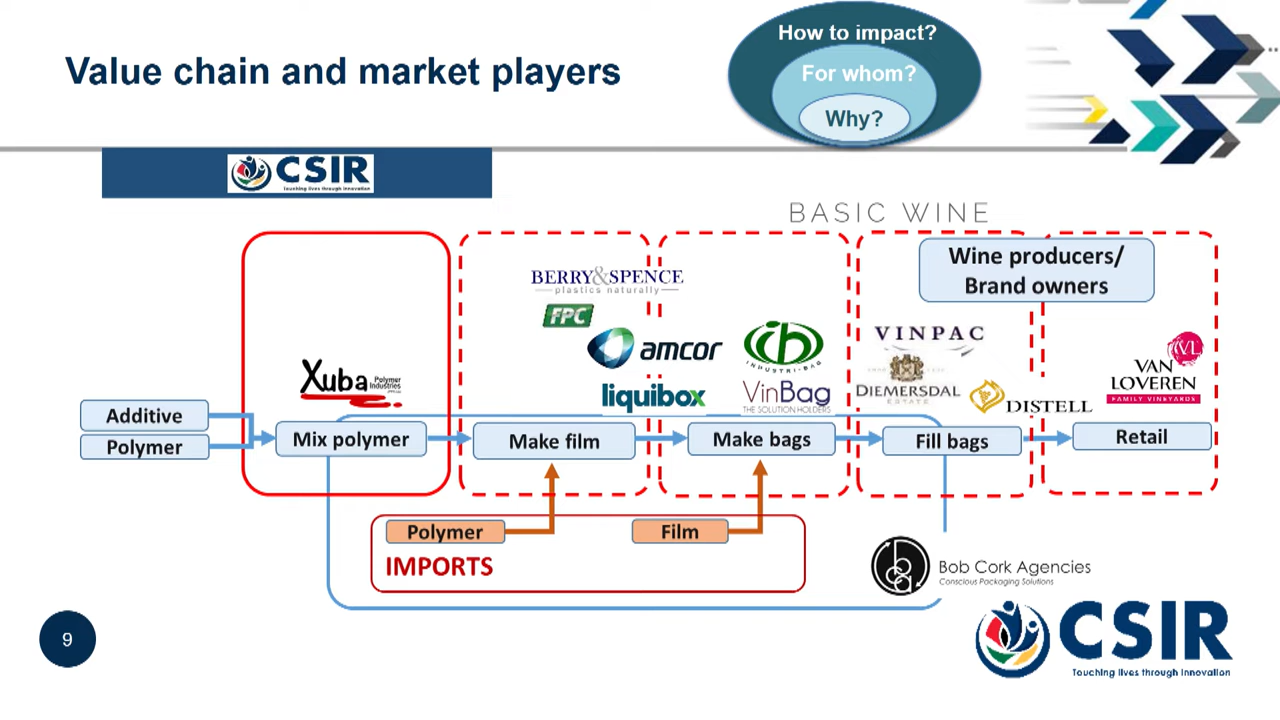 Value chain and market players
How to impact?
For whom?
Why?
CSIR
Touching lives through innovation
BASIC WINE
Wine producers/
Brand owners
BERRY&SPENCE
plastics naturally
FPC
amcor
liquibox
INDUSTRI-BAG
VinBag
THE SOLUTION HOLDERS
VINPAC
DIEMERSDAL
ESTATE
DISTELL
VL
VAN
LOVEREN
FAMILY VINEYARDS
Xuba
Polymer
Industries
Additive
Polymer
Mix polymer
Make film
Make bags
Fill bags
Retail
Polymer
Film
IMPORTS
Bob Cork Agencies
Conscious Packaging Solutions
9
CSIR
Touching lives through innovation